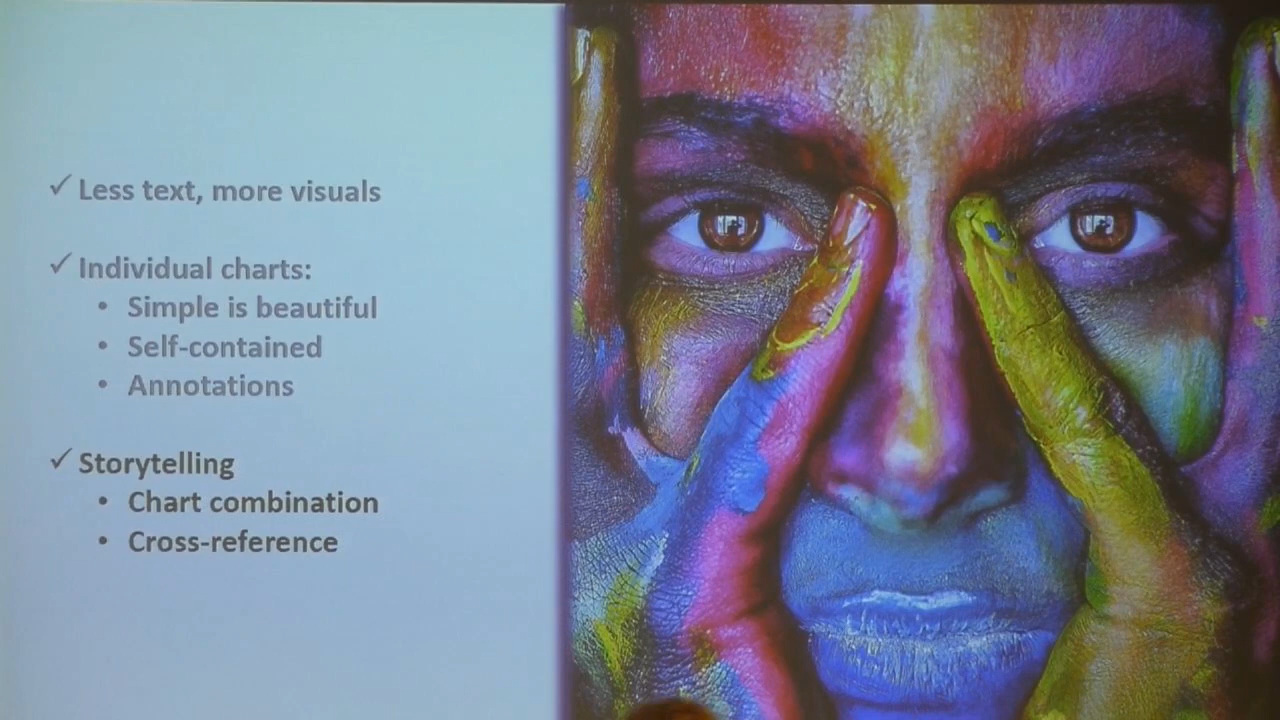 ✓ Less text, more visuals
✓ Individual charts:
• Simple is beautiful
• Self-contained
• Annotations
✓ Storytelling
• Chart combination
• Cross-reference